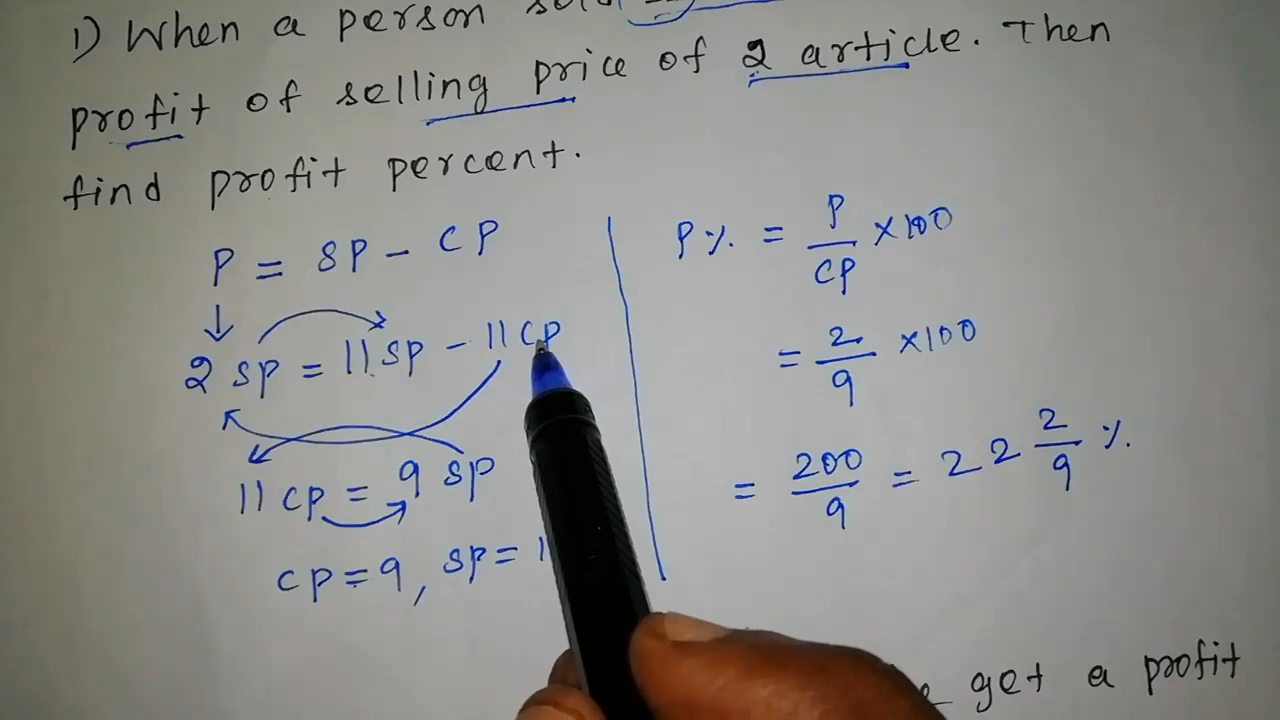 1) When a person sold
profit of selling price of 2 article. Then
find profit percent.
P = SP - CP
↓
2 SP = 11 SP - 11 CP
11 CP = 9 SP
CP = 9, SP = 1
P% = P/CP × 100
= 2/9 × 100
= 200/9 = 22 2/9 %.
get a profit